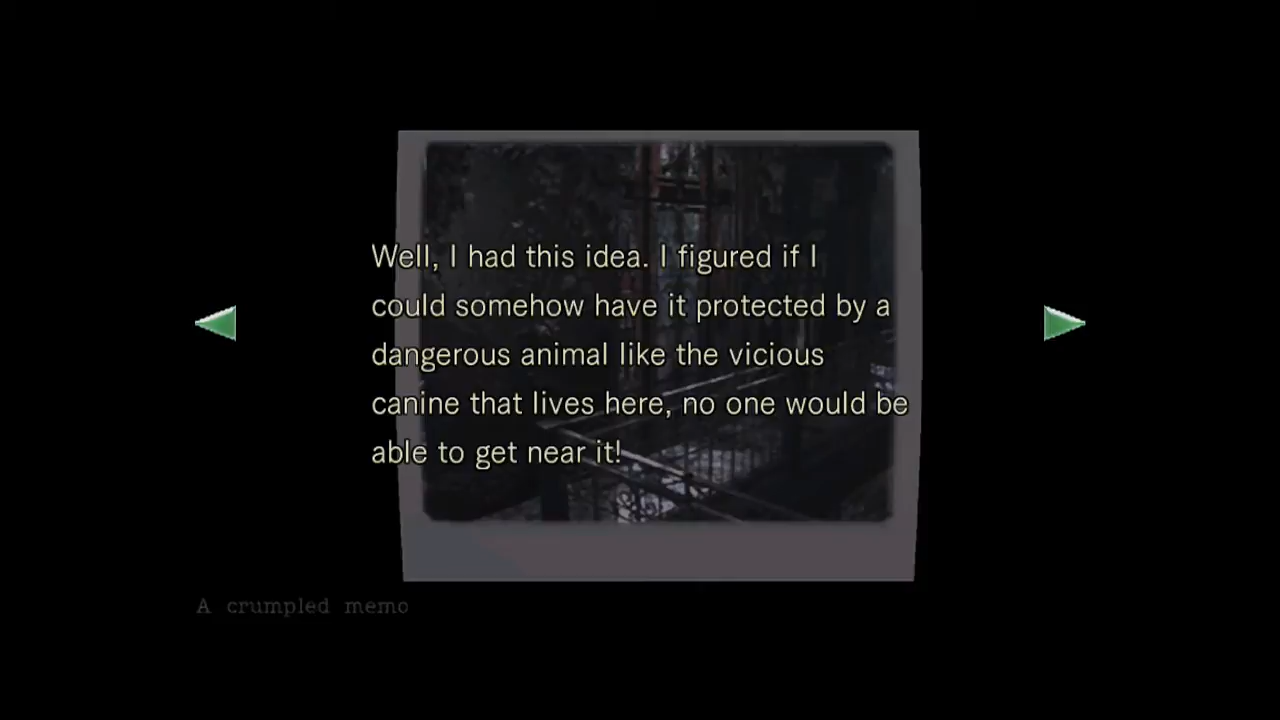 Well, I had this idea. I figured if I
could somehow have it protected by a
dangerous animal like the vicious
canine that lives here, no one would be
able to get near it!
A crumpled memo